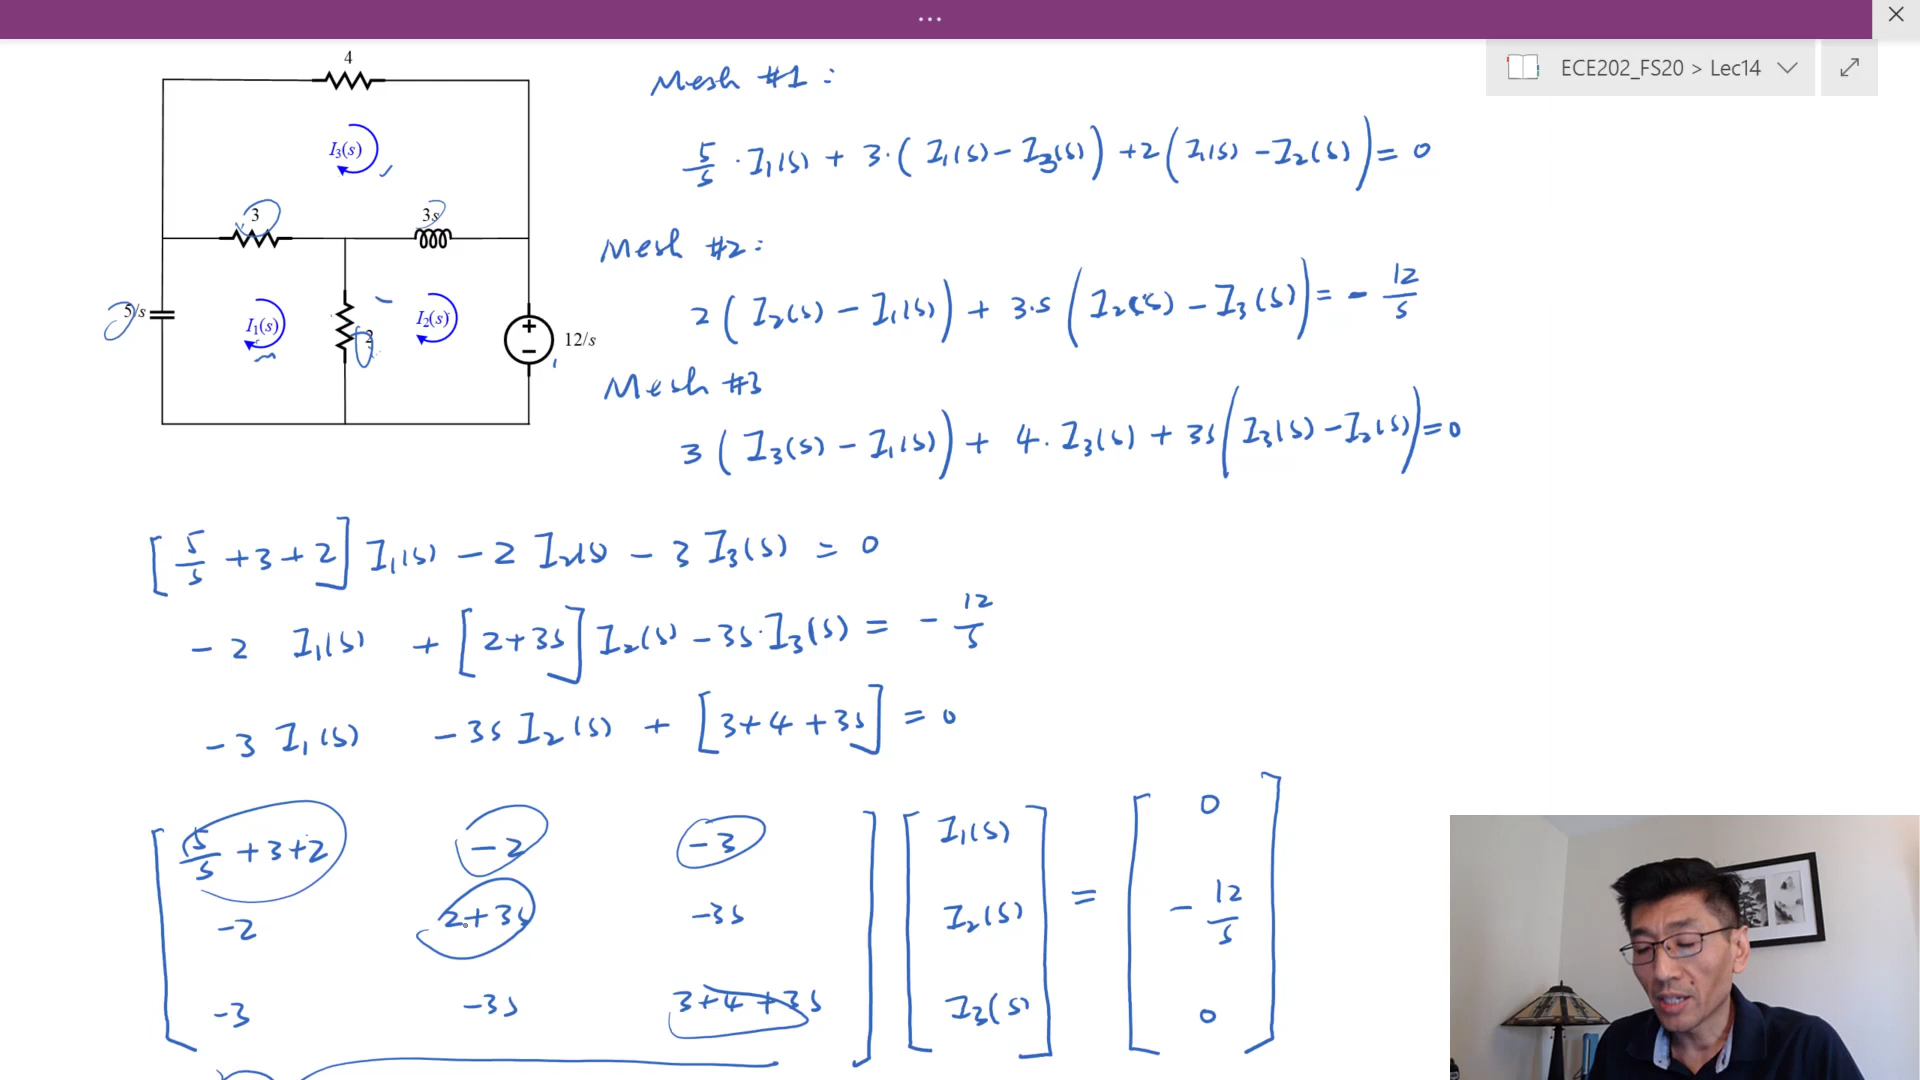 ...
ECE202_FS20 > Lec14
4
I₃(s)
3
3s
5/s
I₁(s)
2
I₂(s)
12/s
Mesh #1 :
5/s · I₁(s) + 3·( I₁(s) – I₃(s) ) + 2( I₁(s) – I₂(s) ) = 0
Mesh #2 :
2 ( I₂(s) – I₁(s) ) + 3·s ( I₂(s) – I₃(s) ) = – 12/s
Mesh #3
3 ( I₃(s) – I₁(s) ) + 4 · I₃(s) + 3s ( I₃(s) – I₂(s) ) = 0
[ 5/s + 3 + 2 ] I₁(s) – 2 I₂(s) – 3 I₃(s) = 0
– 2 I₁(s) + [ 2 + 3s ] I₂(s) – 3s · I₃(s) = – 12/s
– 3 I₁(s) – 3s I₂(s) + [ 3 + 4 + 3s ] = 0
[ 5/s + 3 + 2 – 2 – 3 ] [ I₁(s) ] = [ 0 ]
[ – 2 2 + 3s – 3s ] [ I₂(s) ] = [ – 12/s ]
[ – 3 – 3s 3 + 4 + 3s ] [ I₃(s) ] = [ 0 ]